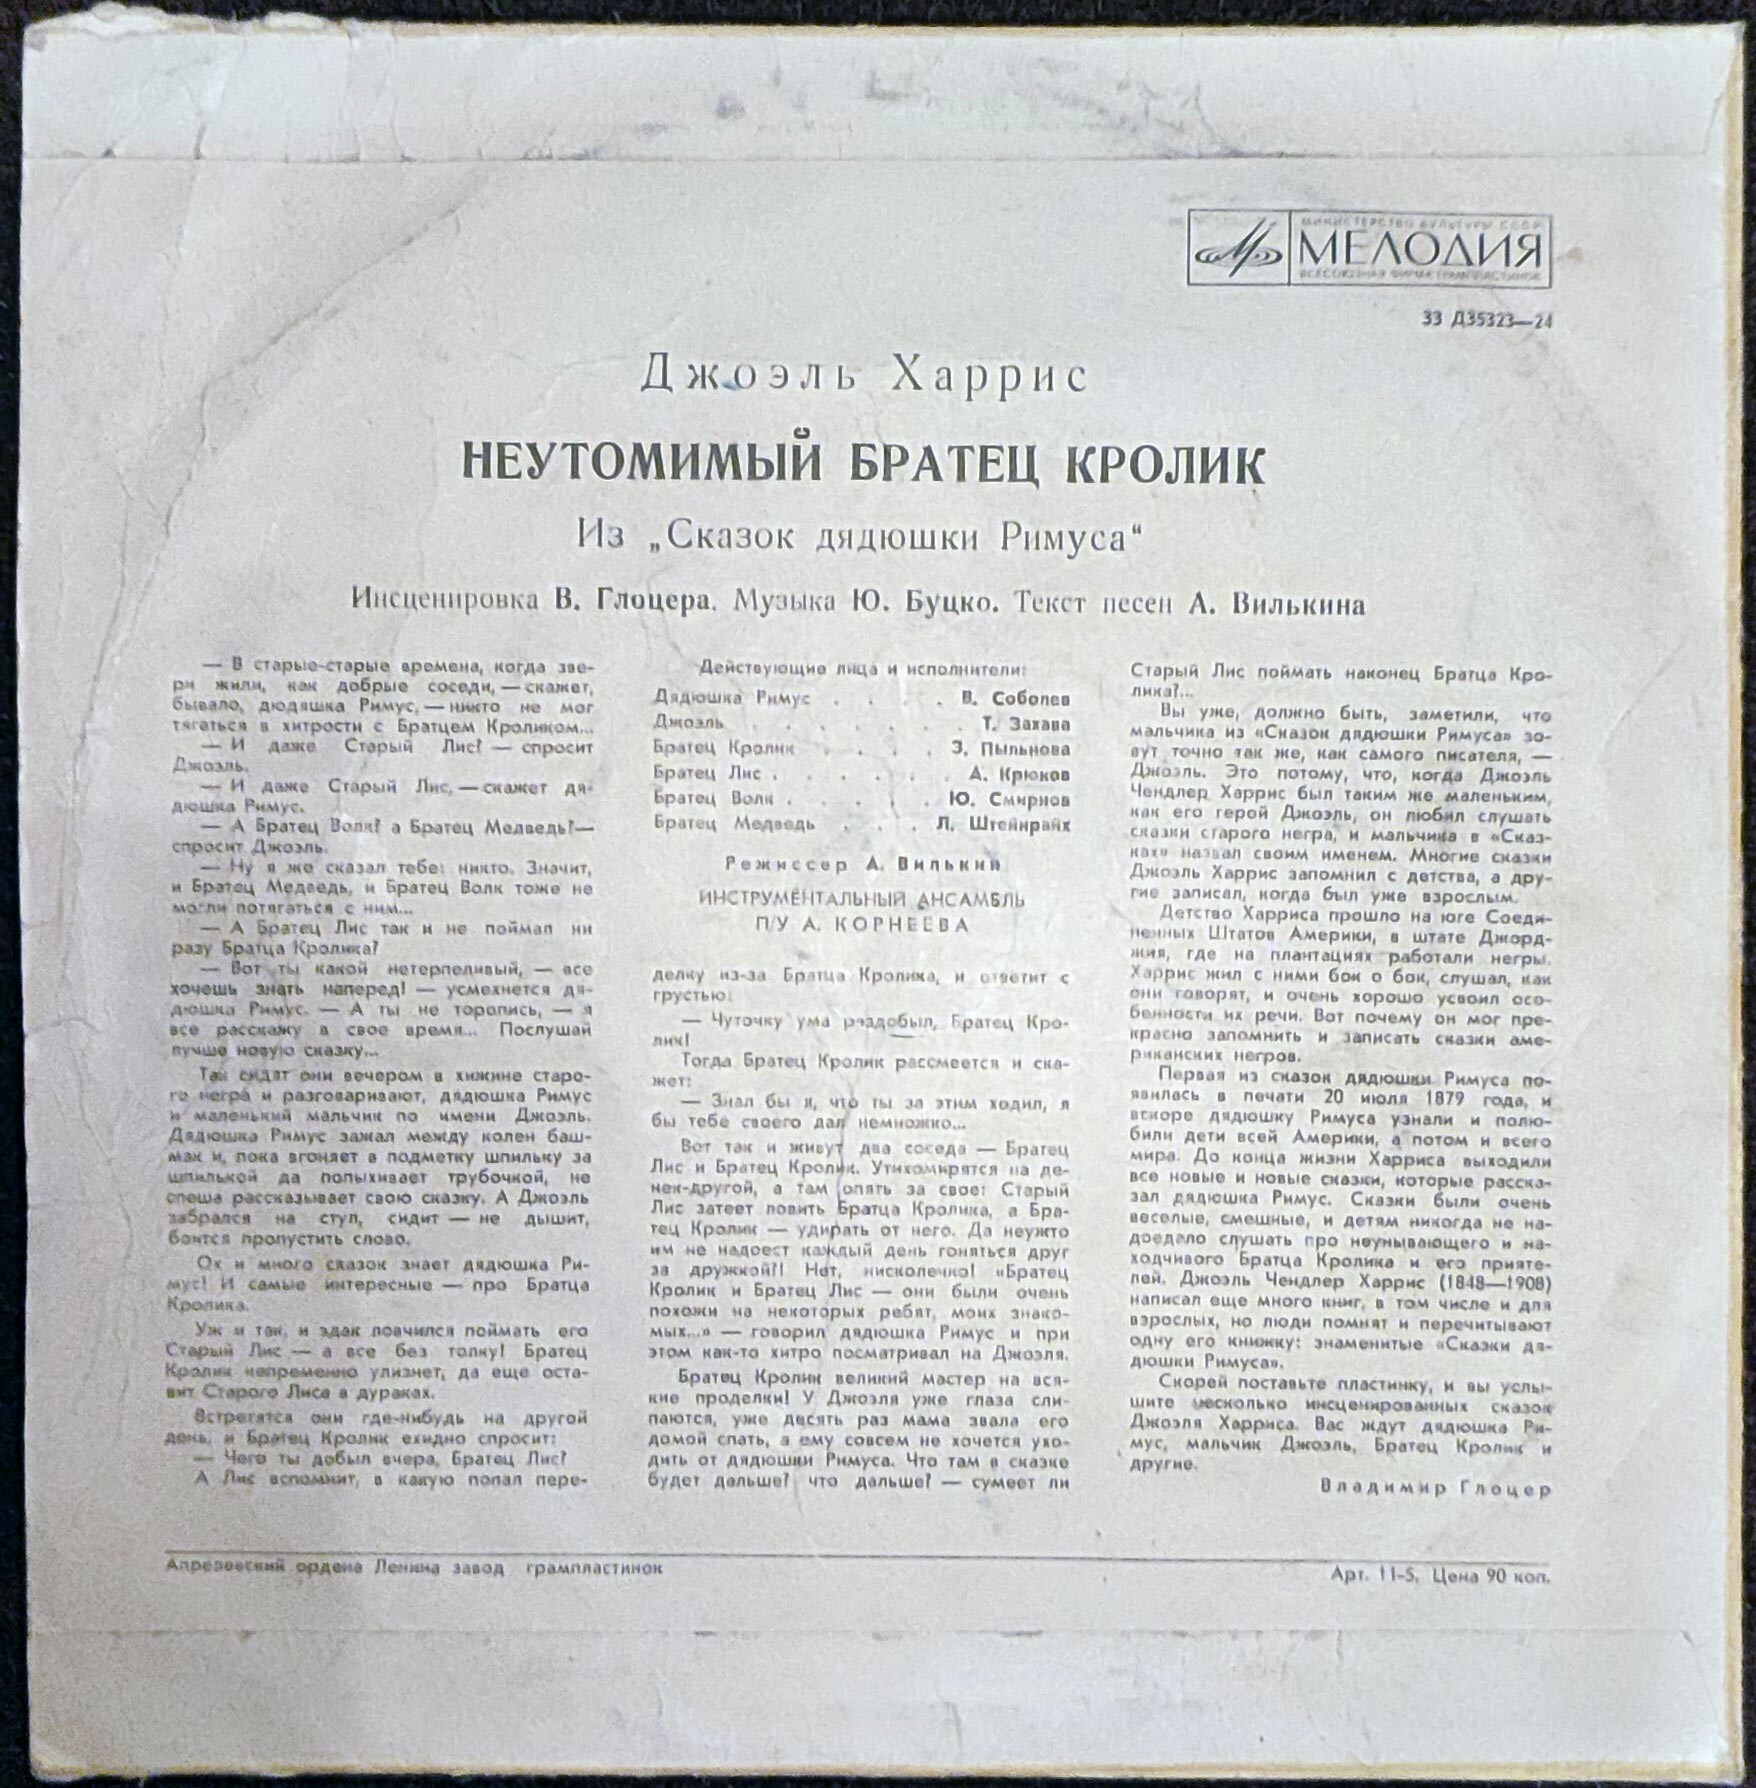 МИНИСТЕРСТВО КУЛЬТУРЫ СССР
МЕЛОДИЯ
ВСЕСОЮЗНАЯ ФИРМА ГРАМПЛАСТИНОК
33 Д35323—24
Джоэль Харрис
НЕУТОМИМЫЙ БРАТЕЦ КРОЛИК
Из „Сказок дядюшки Римуса“
Инсценировка В. Глоцера. Музыка Ю. Буцко. Текст песен А. Вилькина
— В старые-старые времена, когда зве-
ри жили, как добрые соседи, — скажет,
бывало, дюдяшка Римус, — никто не мог
тягаться в хитрости с Братцем Кроликом...
— И даже Старый Лис? — спросит
Джоэль.
— И даже Старый Лис, — скажет дя-
дюшка Римус.
— А Братец Волк? а Братец Медведь?—
спросит Джоэль.
— Ну я же сказал тебе: никто. Значит,
и Братец Медведь, и Братец Волк тоже не
могли потягаться с ним...
— А Братец Лис так и не поймал ни
разу Братца Кролика?
— Вот ты какой нетерпеливый, — все
хочешь знать наперед! — усмехнется дя-
дюшка Римус. — А ты не торопись, — я
все расскажу в свое время... Послушай
лучше новую сказку...
Так сидят они вечером в хижине старо-
го негра и разговаривают, дядюшка Римус
и маленький мальчик по имени Джоэль.
Дядюшка Римус зажал между колен баш-
мак и, пока вгоняет в подметку шпильку за
шпилькой да попыхивает трубочкой, не
спеша рассказывает свою сказку. А Джоэль
забрался на стул, сидит — не дышит,
боится пропустить слово.
Ох и много сказок знает дядюшка Ри-
мус! И самые интересные — про Братца
Кролика.
Уж и так, и эдак ловчился поймать его
Старый Лис — а все без толку! Братец
Кролик непременно улизнет, да еще оста-
вит Старого Лиса в дураках.
Встретятся они где-нибудь на другой
день, и Братец Кролик ехидно спросит:
— Чего ты добыл вчера, Братец Лис?
А Лис вспомнит, в какую попал пере-
Действующие лица и исполнители:
Дядюшка Римус . . . . В. Соболев
Джоэль . . . . . . Т. Захава
Братец Кролик . . . . З. Пыльнова
Братец Лис . . . . . . А. Крюков
Братец Волк . . . . . Ю. Смирнов
Братец Медведь . . . Л. Штейнрайх
Режиссер А. Вилькин
ИНСТРУМЕНТАЛЬНЫЙ АНСАМБЛЬ
П/У А. КОРНЕЕВА
делку из-за Братца Кролика, и ответит с
грустью:
— Чуточку ума раздобыл, Братец Кро-
лик!
Тогда Братец Кролик рассмеется и ска-
жет:
— Знал бы я, что ты за этим ходил, я
бы тебе своего дал немножко...
Вот так и живут два соседа — Братец
Лис и Братец Кролик. Утихомирятся на де-
нек-другой, а там опять за свое: Старый
Лис затеет ловить Братца Кролика, а Бра-
тец Кролик — удирать от него. Да неужто
им не надоест каждый день гоняться друг
за дружкой?! Нет, нисколечко! «Братец
Кролик и Братец Лис — они были очень
похожи на некоторых ребят, моих знако-
мых...» — говорил дядюшка Римус и при
этом как-то хитро посматривал на Джоэля.
Братец Кролик великий мастер на вся-
кие проделки! У Джоэля уже глаза сли-
паются, уже десять раз мама звала его
домой спать, а ему совсем не хочется ухо-
дить от дядюшки Римуса. Что там в сказке
будет дальше? что дальше? — сумеет ли
Старый Лис поймать наконец Братца Кро-
лика?...
Вы уже, должно быть, заметили, что
мальчика из «Сказок дядюшки Римуса» зо-
вут точно так же, как самого писателя, —
Джоэль. Это потому, что, когда Джоэль
Чендлер Харрис был таким же маленьким,
как его герой Джоэль, он любил слушать
сказки старого негра, и мальчика в «Сказ-
ках» назвал своим именем. Многие сказки
Джоэль Харрис запомнил с детства, а дру-
гие записал, когда был уже взрослым.
Детство Харриса прошло на юге Соеди-
ненных Штатов Америки, в штате Джорд-
жия, где на плантациях работали негры.
Харрис жил с ними бок о бок, слушал, как
они говорят, и очень хорошо усвоил осо-
бенности их речи. Вот почему он мог пре-
красно запомнить и записать сказки аме-
риканских негров.
Первая из сказок дядюшки Римуса по-
явилась в печати 20 июля 1879 года, и
вскоре дядюшку Римуса узнали и полю-
били дети всей Америки, а потом и всего
мира. До конца жизни Харриса выходили
все новые и новые сказки, которые расска-
зал дядюшка Римус. Сказки были очень
веселые, смешные, и детям никогда не на-
доедало слушать про неунывающего и на-
ходчивого Братца Кролика и его прияте-
лей. Джоэль Чендлер Харрис (1848—1908)
написал еще много книг, в том числе и для
взрослых, но люди помнят и перечитывают
одну его книжку: знаменитые «Сказки дя-
дюшки Римуса».
Скорей поставьте пластинку, и вы услы-
шите несколько инсценированных сказок
Джоэля Харриса. Вас ждут дядюшка Ри-
мус, мальчик Джоэль, Братец Кролик и
другие.
Владимир Глоцер
Апрелевский ордена Ленина завод грампластинок
Арт. 11-5. Цена 90 коп.